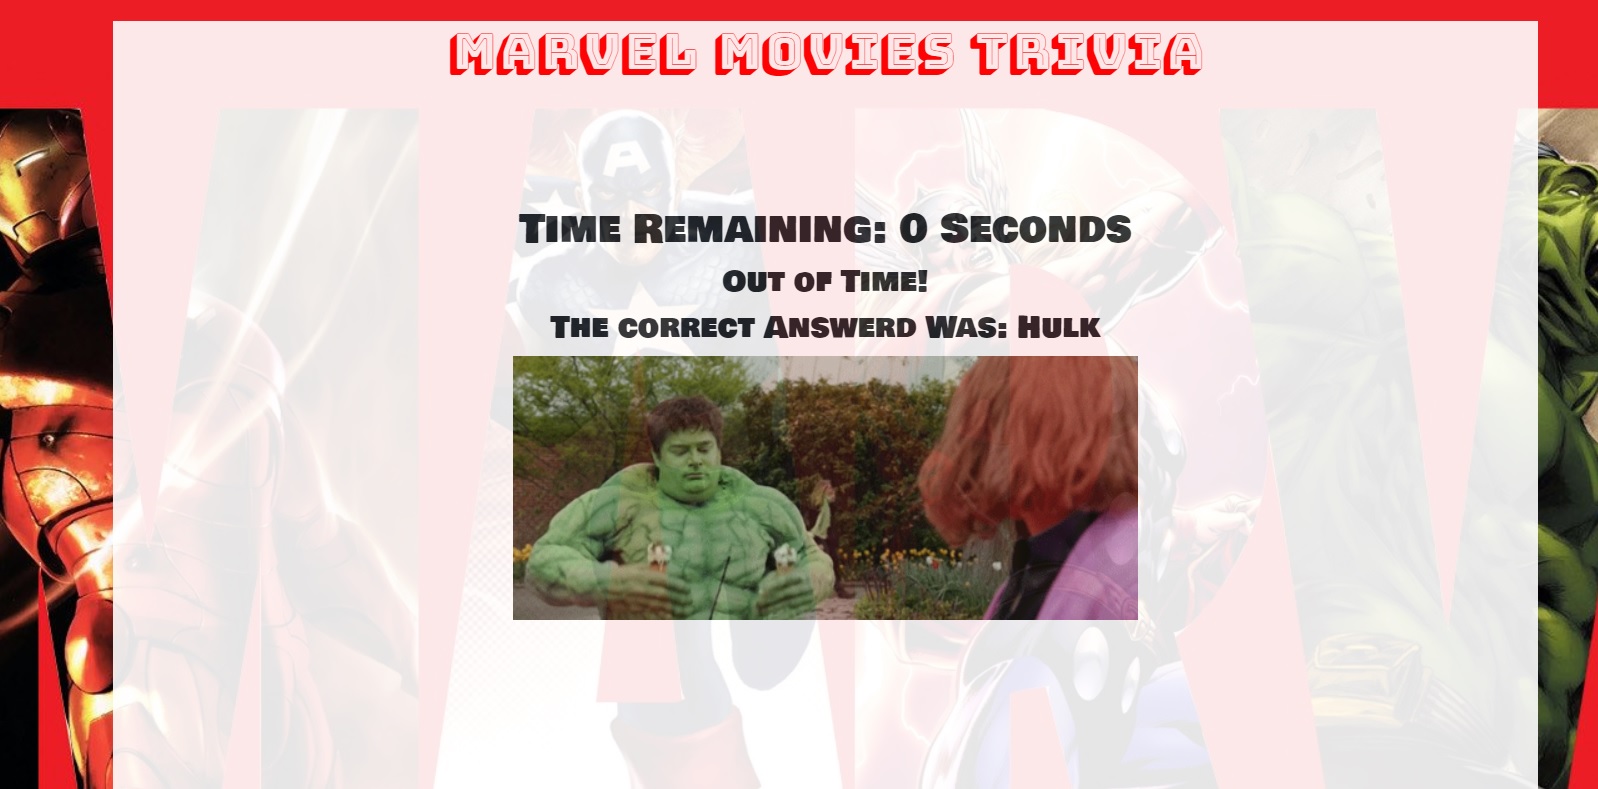 MARVEL MOVIES TRIVIA
Time Remaining: 0 Seconds
Out of Time!
The correct Answerd Was: Hulk
A